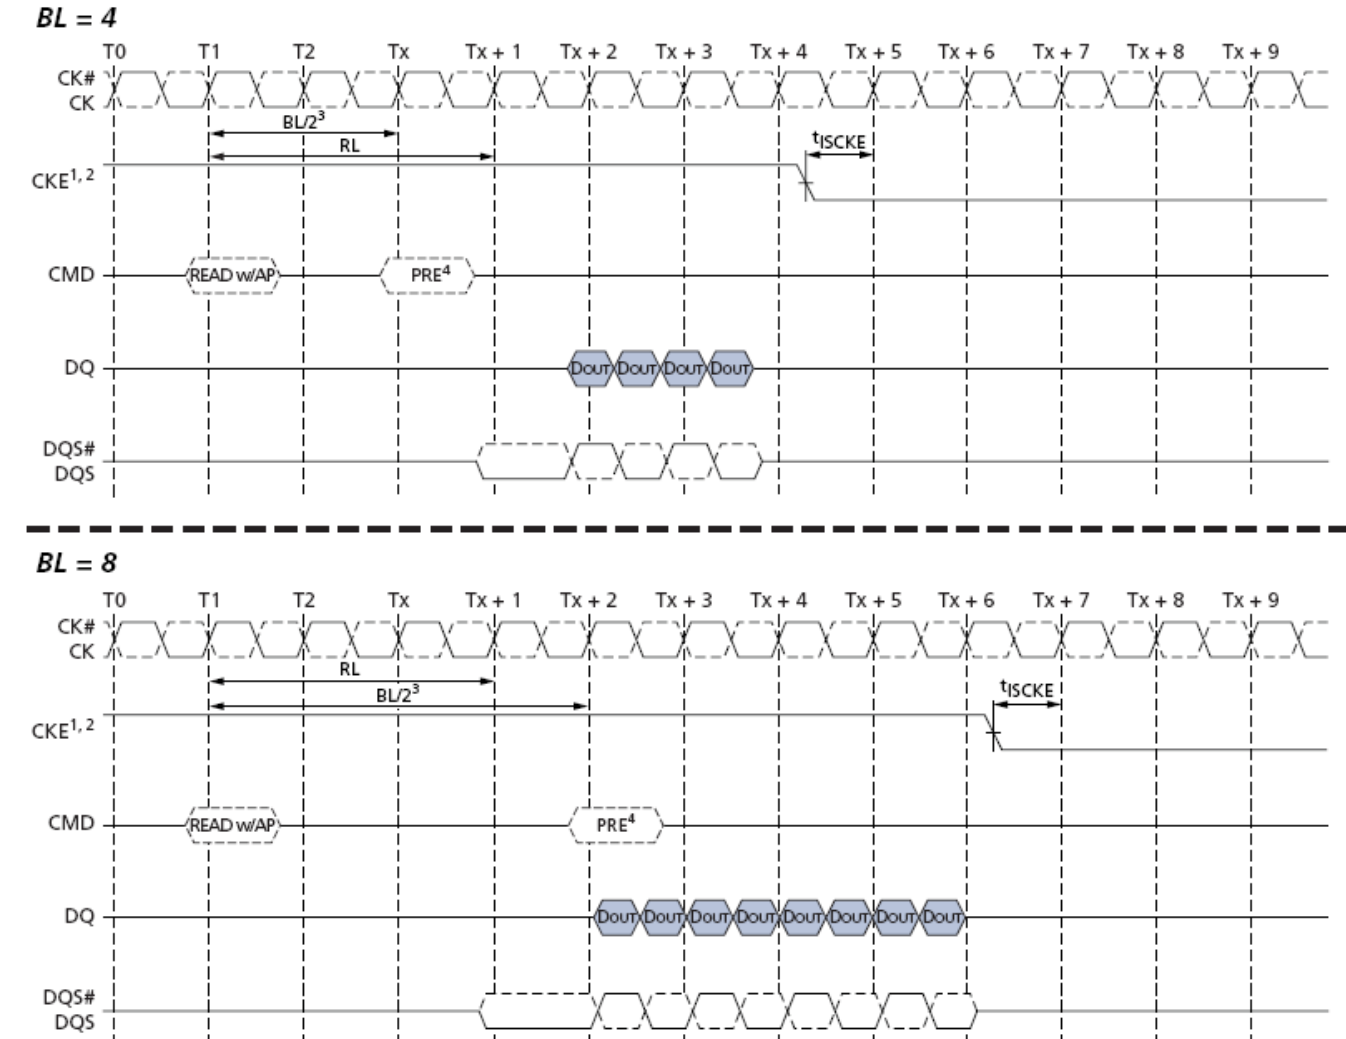 BL = 4
T0 T1 T2 Tx Tx + 1 Tx + 2 Tx + 3 Tx + 4 Tx + 5 Tx + 6 Tx + 7 Tx + 8 Tx + 9
CK#
CK
BL/2³
RL
tISCKE
CKE¹,²
CMD READ w/AP PRE⁴
DQ DOUT DOUT DOUT DOUT
DQS#
DQS
BL = 8
T0 T1 T2 Tx Tx + 1 Tx + 2 Tx + 3 Tx + 4 Tx + 5 Tx + 6 Tx + 7 Tx + 8 Tx + 9
CK#
CK
RL
BL/2³
tISCKE
CKE¹,²
CMD READ w/AP PRE⁴
DQ DOUT DOUT DOUT DOUT DOUT DOUT DOUT DOUT
DQS#
DQS